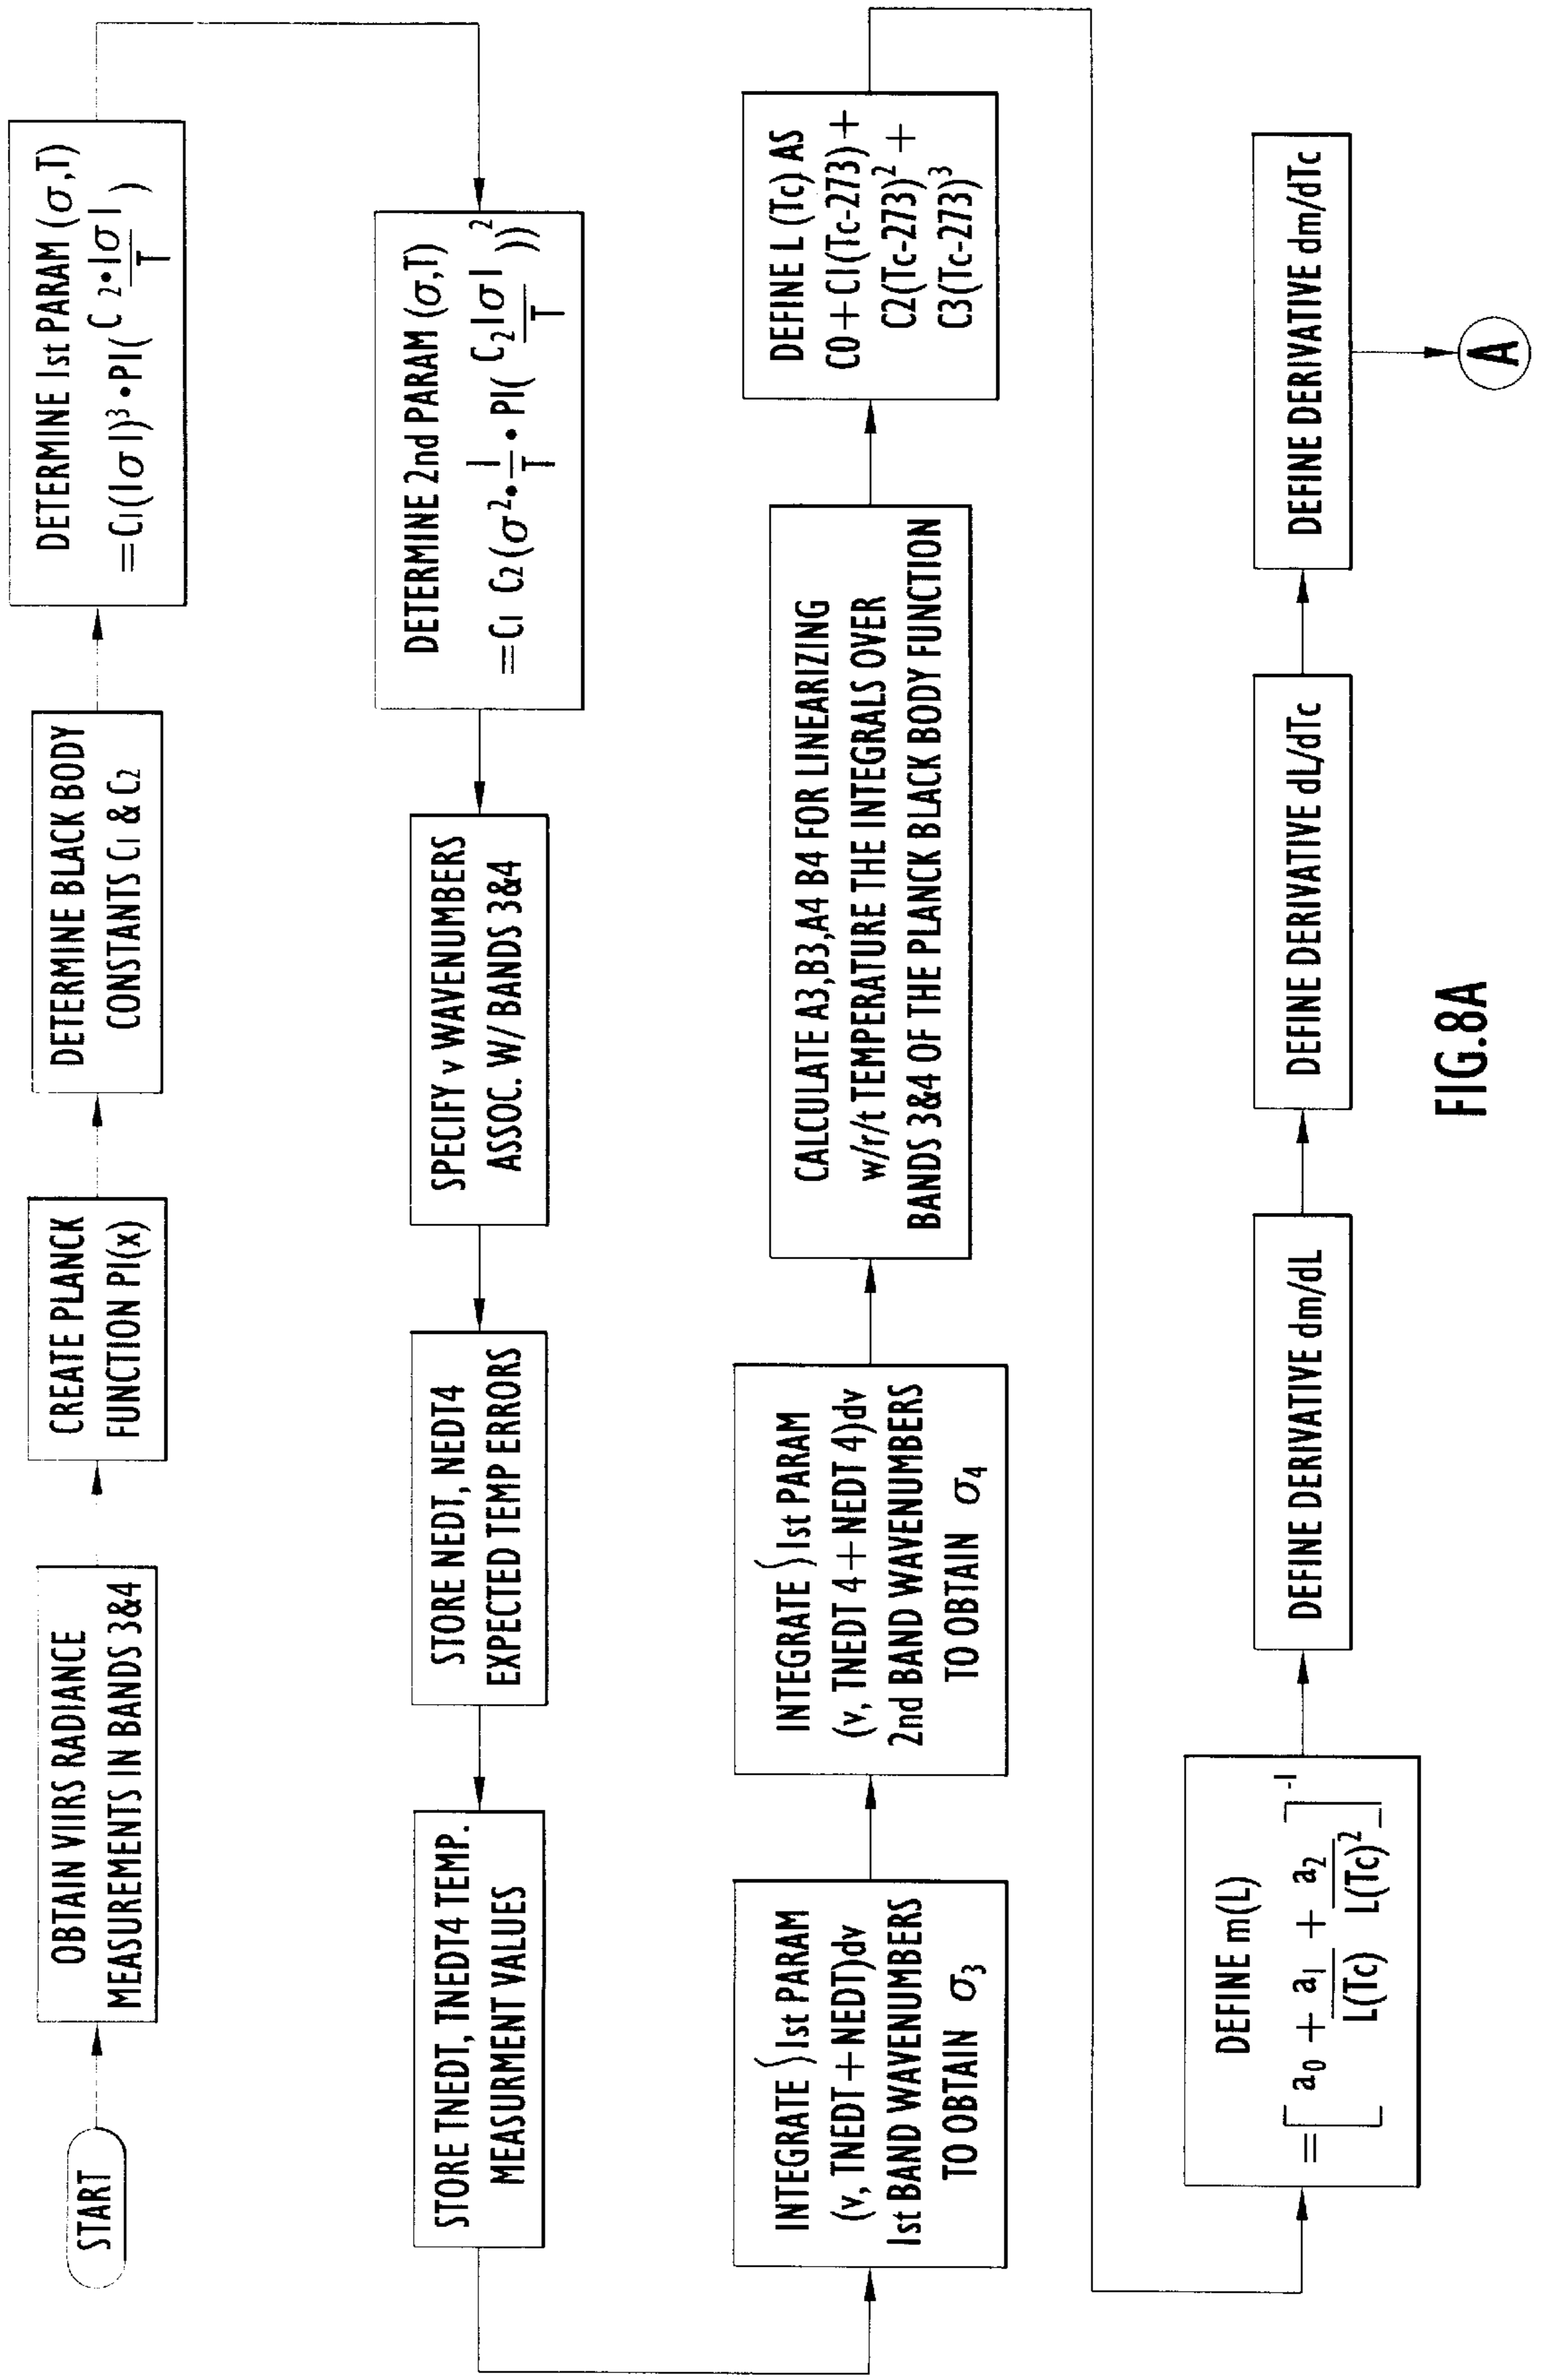 START
OBTAIN VIIRS RADIANCE
MEASUREMENTS IN BANDS 3&4
CREATE PLANCK
FUNCTION PI(x)
DETERMINE BLACK BODY
CONSTANTS C₁ & C₂
DETERMINE 1st PARAM (σ,T)
=C₁(|σ|)³•PI(C 2•|σ|/T)
DETERMINE 2nd PARAM (σ,T)
=C₁ C₂(σ²•1/T•PI(C₂|σ|/T))²
SPECIFY v WAVENUMBERS
ASSOC. W/ BANDS 3&4
STORE NEDT, NEDT4
EXPECTED TEMP ERRORS
STORE TNEDT, TNEDT4 TEMP.
MEASURMENT VALUES
INTEGRATE ∫1st PARAM
(v, TNEDT+NEDT)dv
1st BAND WAVENUMBERS
TO OBTAIN σ₃
INTEGRATE ∫1st PARAM
(v, TNEDT 4+NEDT 4)dv
2nd BAND WAVENUMBERS
TO OBTAIN σ₄
CALCULATE A3,B3,A4 B4 FOR LINEARIZING
w/r/t TEMPERATURE THE INTEGRALS OVER
BANDS 3&4 OF THE PLANCK BLACK BODY FUNCTION
DEFINE L (Tc) AS
C0+C1(Tc-273)+
C2(Tc-273)²+
C3(Tc-273)³
DEFINE m(L)
=[a₀ + a₁/L(Tc) + a₂/L(Tc)²]⁻¹
DEFINE DERIVATIVE dm/dL
DEFINE DERIVATIVE dL/dTc
DEFINE DERIVATIVE dm/dTc
A
FIG.8A